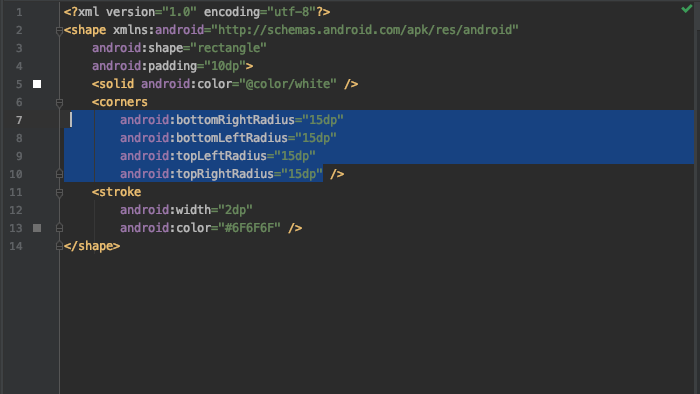 1 <?xml version="1.0" encoding="utf-8"?>
2 <shape xmlns:android="http://schemas.android.com/apk/res/android"
3 android:shape="rectangle"
4 android:padding="10dp">
5 <solid android:color="@color/white" />
6 <corners
7 android:bottomRightRadius="15dp"
8 android:bottomLeftRadius="15dp"
9 android:topLeftRadius="15dp"
10 android:topRightRadius="15dp" />
11 <stroke
12 android:width="2dp"
13 android:color="#6F6F6F" />
14 </shape>